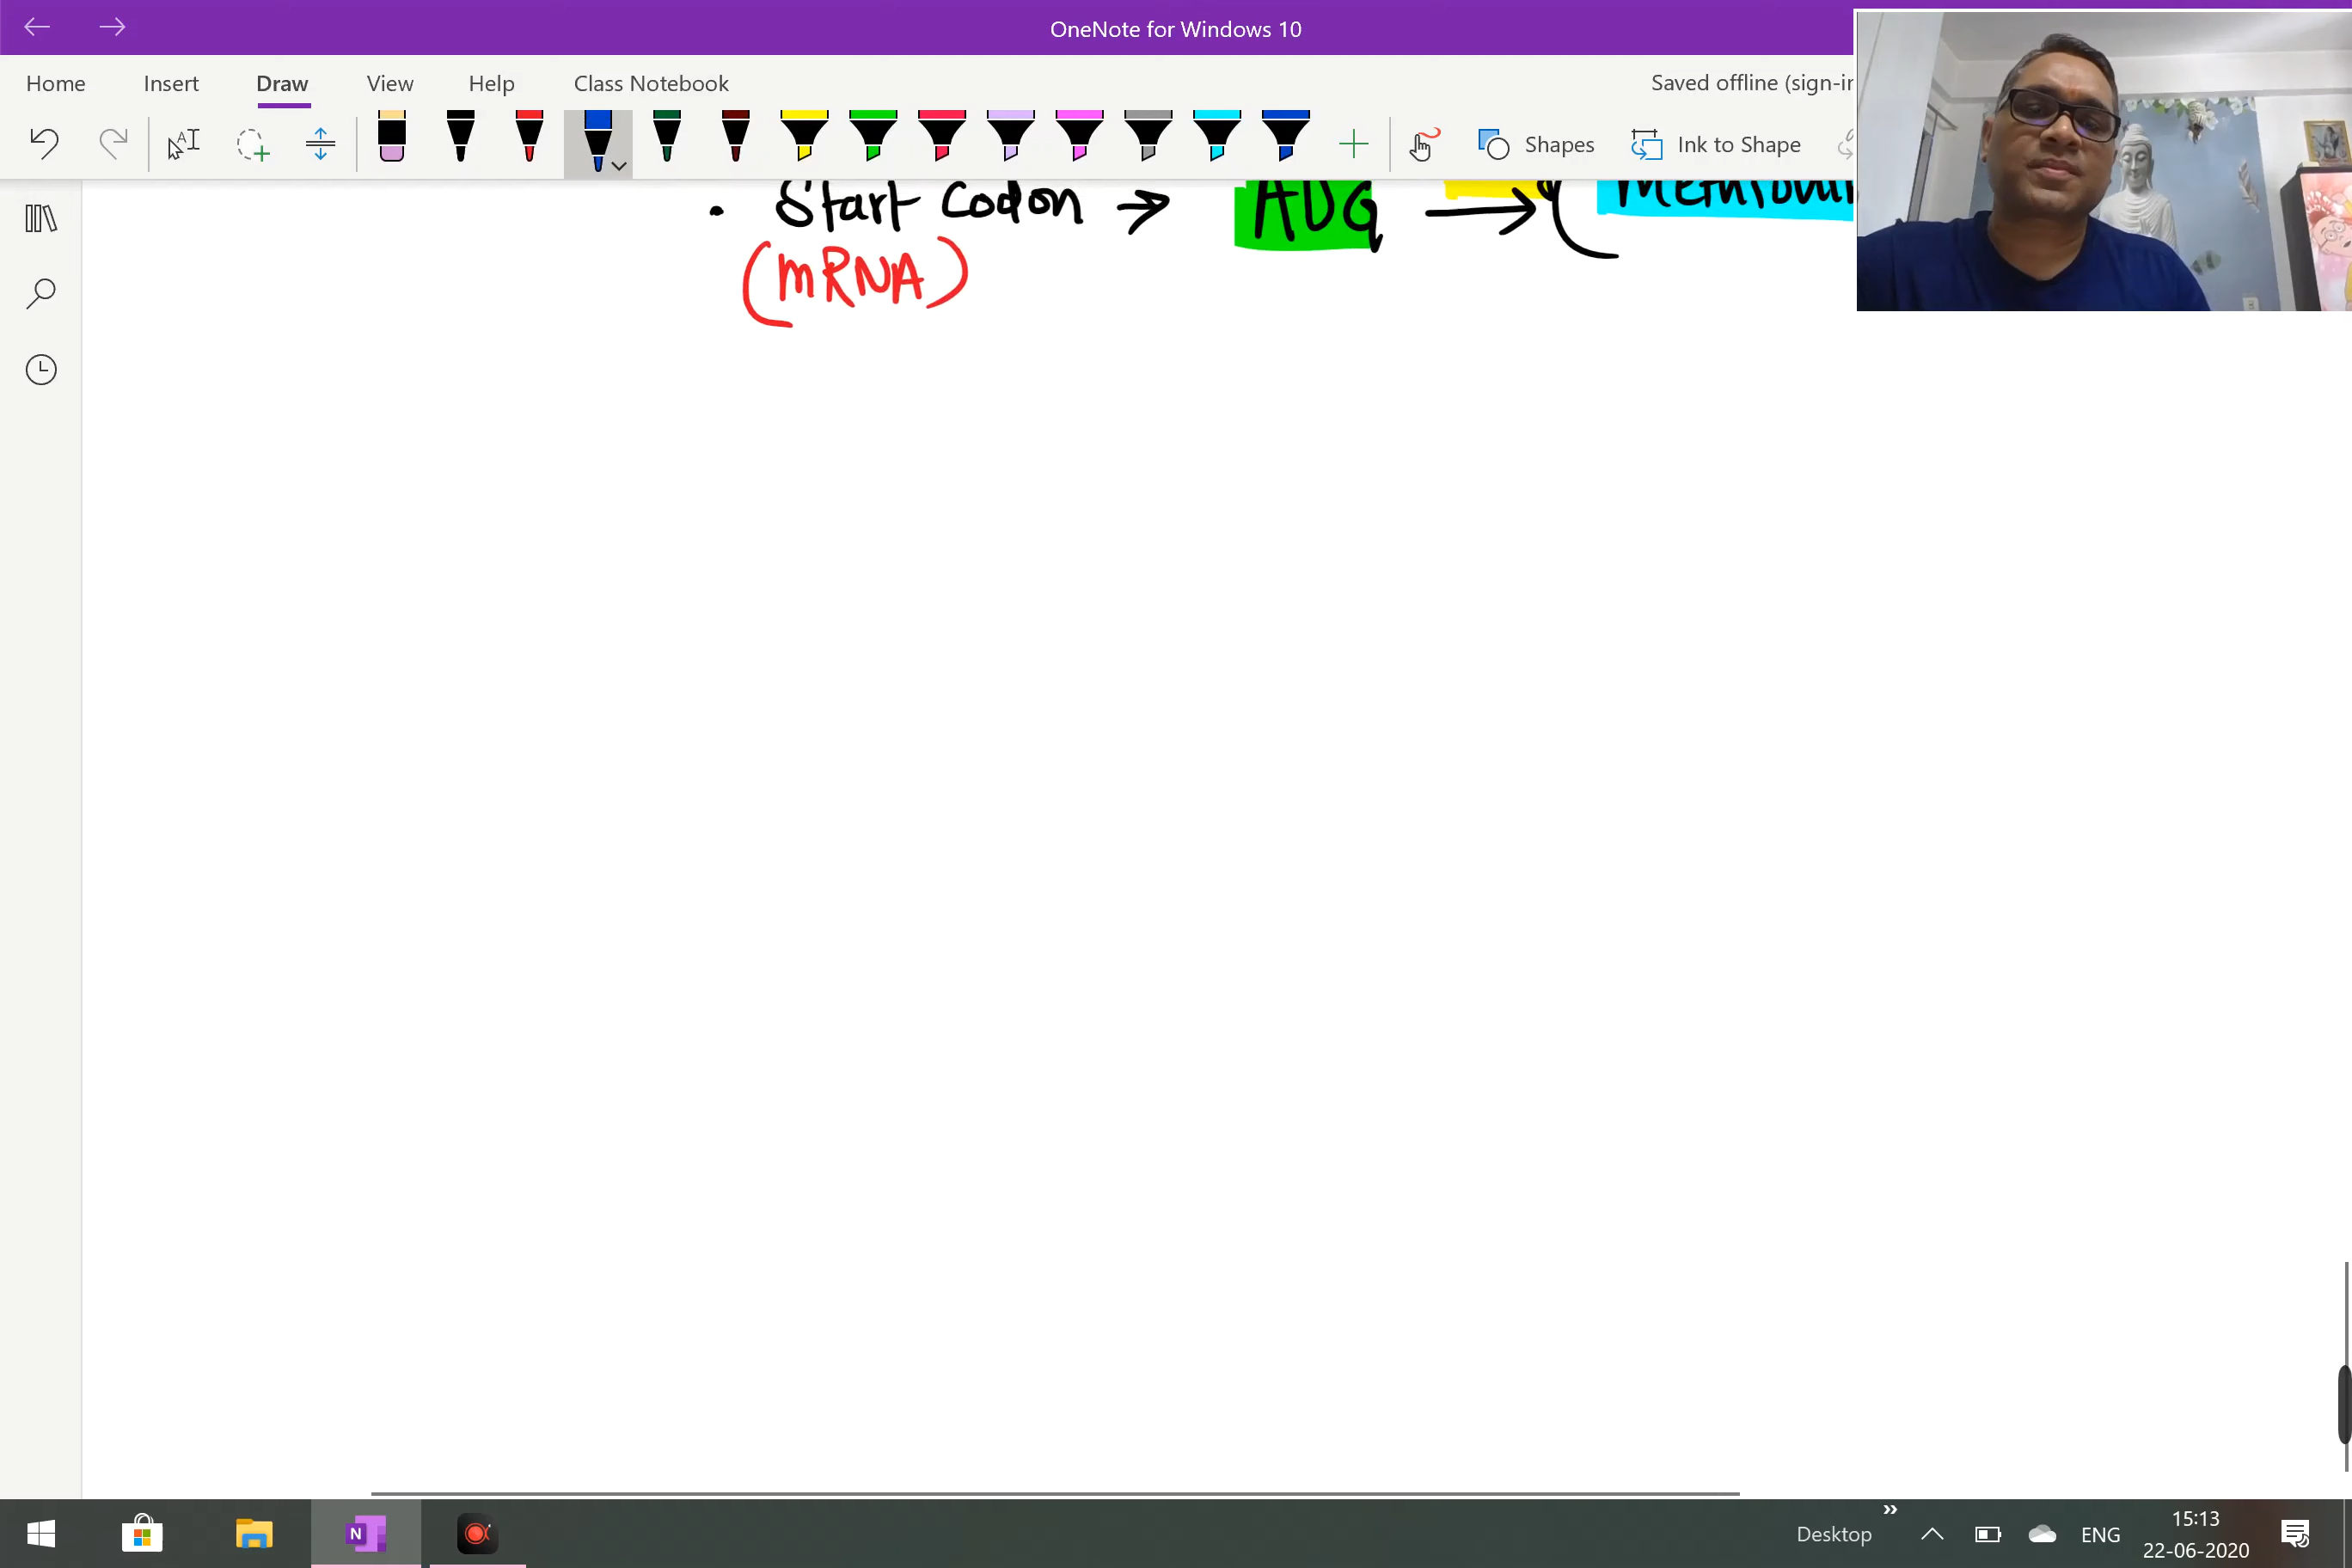 OneNote for Windows 10
Home Insert Draw View Help Class Notebook Saved offline (sign-in
Shapes Ink to Shape
• Start Codon → AUG → (
(mRNA)
Desktop ENG 15:13
22-06-2020